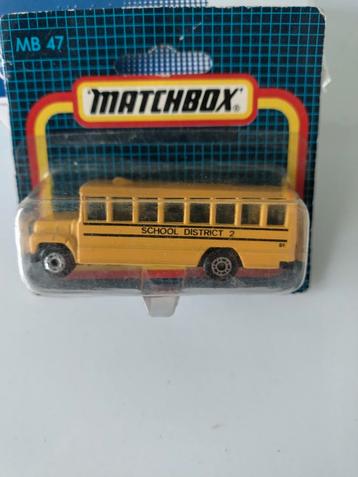 MB 47
"MATCHBOX"®
SCHOOL DISTRICT 2